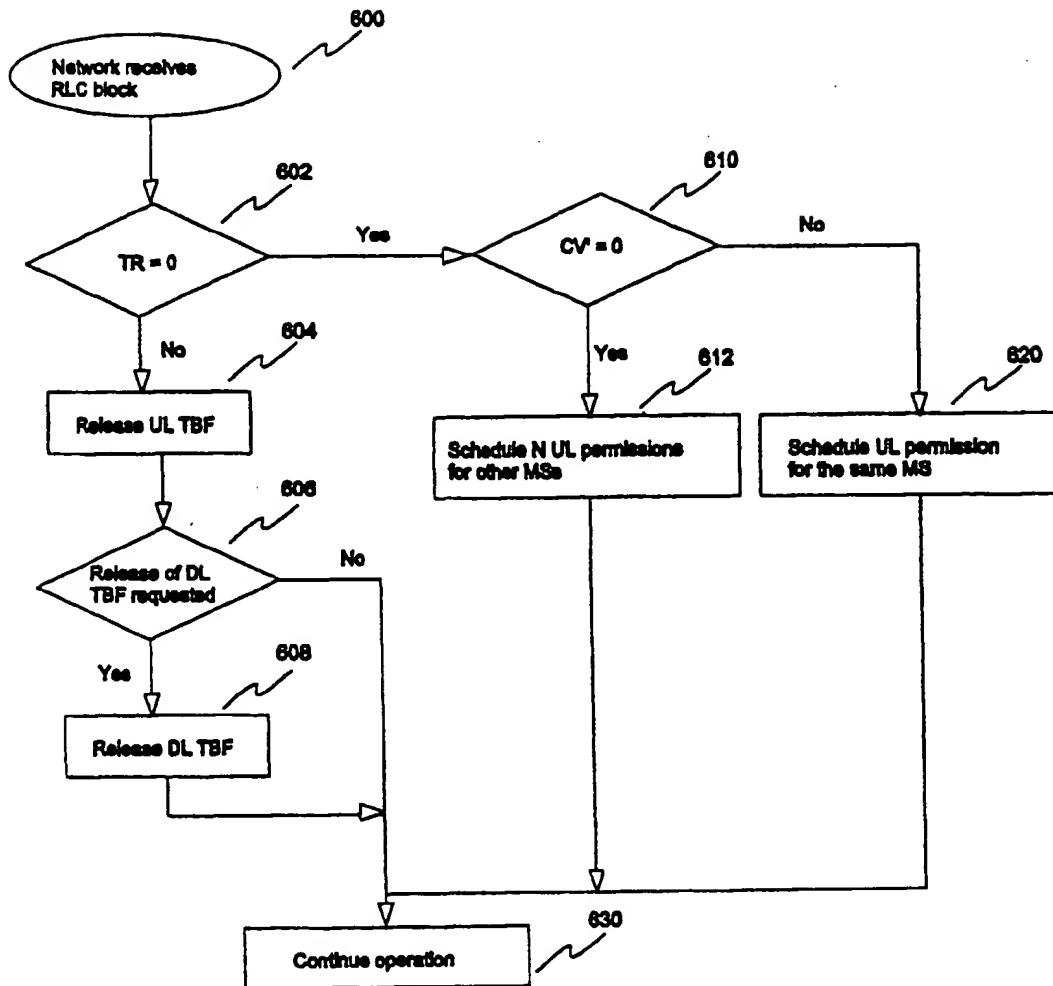 600
Network receives
RLC block
602
TR = 0
Yes
610
CV' = 0
No
No
604
Release UL TBF
Yes
612
Schedule N UL permissions
for other MSs
620
Schedule UL permission
for the same MS
606
Release of DL
TBF requested
No
Yes
608
Release DL TBF
630
Continue operation